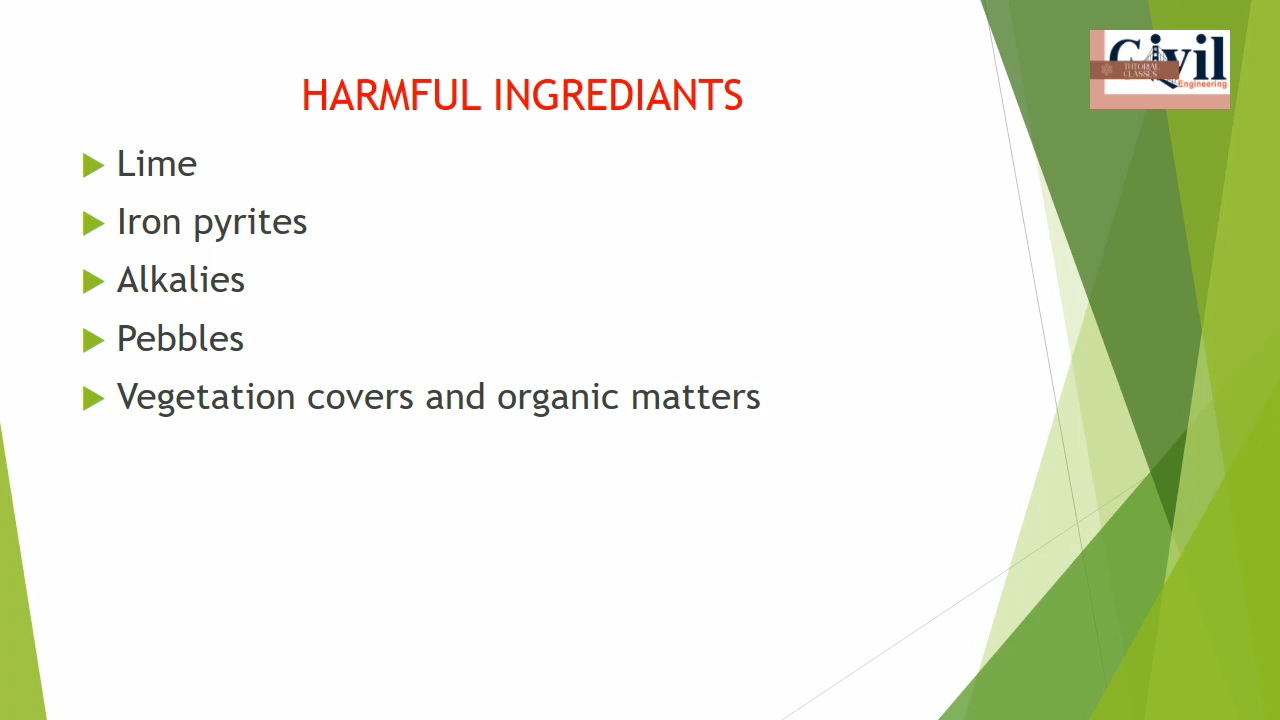 Civil
TUTORIAL
CLASSES
Engineering
HARMFUL INGREDIANTS
Lime
Iron pyrites
Alkalies
Pebbles
Vegetation covers and organic matters